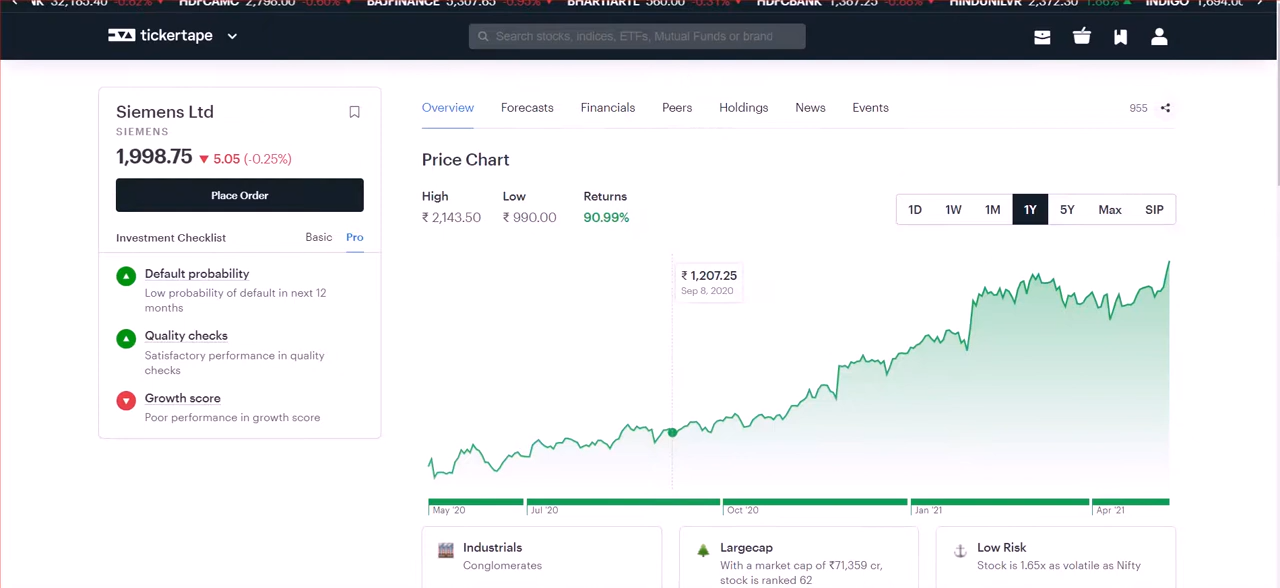 32,185.40 -0.62% HDFCAMC 2,798.00 -0.60% BAJFINANCE 5,307.65 -0.95% BHARTIARTL 560.00 -0.31% HDFCBANK 1,387.25 HINDUNILVR 2,372.30 1.66% INDIGO
tickertape
Search stocks, indices, ETFs, Mutual Funds or brand
Siemens Ltd
SIEMENS
1,998.75 ▼ 5.05 (-0.25%)
Place Order
Investment Checklist Basic Pro
Default probability
Low probability of default in next 12
months
Quality checks
Satisfactory performance in quality
checks
Growth score
Poor performance in growth score
Overview Forecasts Financials Peers Holdings News Events 955
Price Chart
High Low Returns
₹ 2,143.50 ₹ 990.00 90.99%
1D 1W 1M 1Y 5Y Max SIP
₹ 1,207.25
Sep 8, 2020
May '20 Jul '20 Oct '20 Jan '21 Apr '21
Industrials
Conglomerates
Largecap
With a market cap of ₹71,359 cr,
stock is ranked 62
Low Risk
Stock is 1.65x as volatile as Nifty